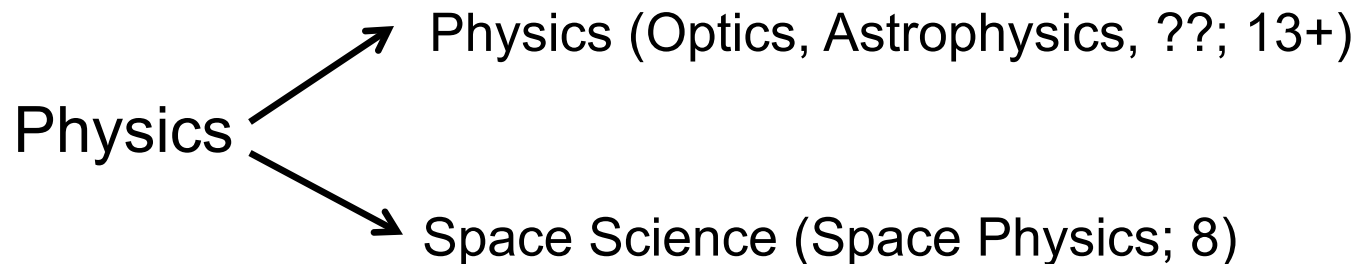 Physics (Optics, Astrophysics, ??; 13+)
Physics
Space Science (Space Physics; 8)